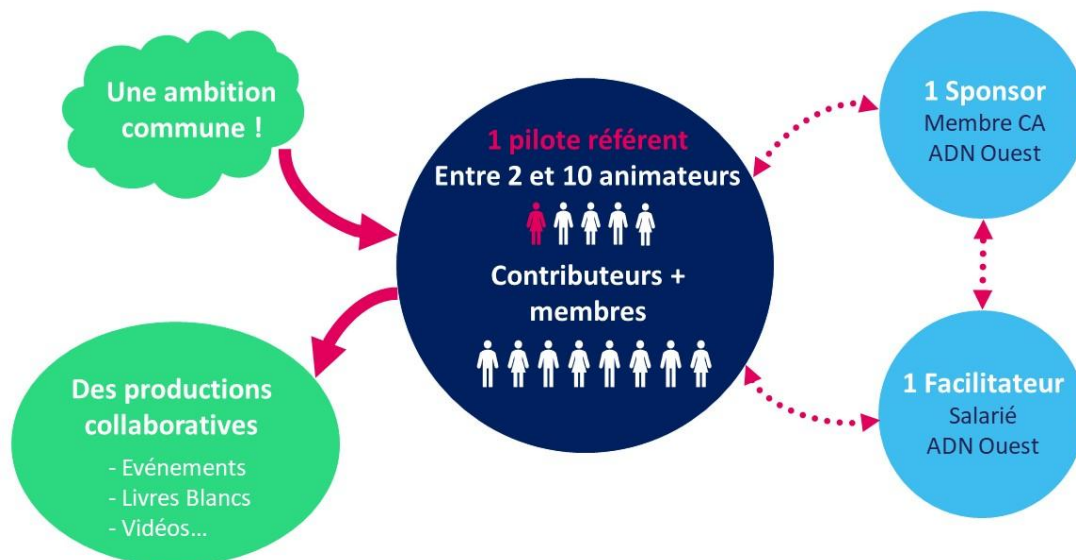 Une ambition
commune !
1 pilote référent
Entre 2 et 10 animateurs
Contributeurs +
membres
Des productions
collaboratives
- Evénements
- Livres Blancs
- Vidéos...
1 Sponsor
Membre CA
ADN Ouest
1 Facilitateur
Salarié
ADN Ouest